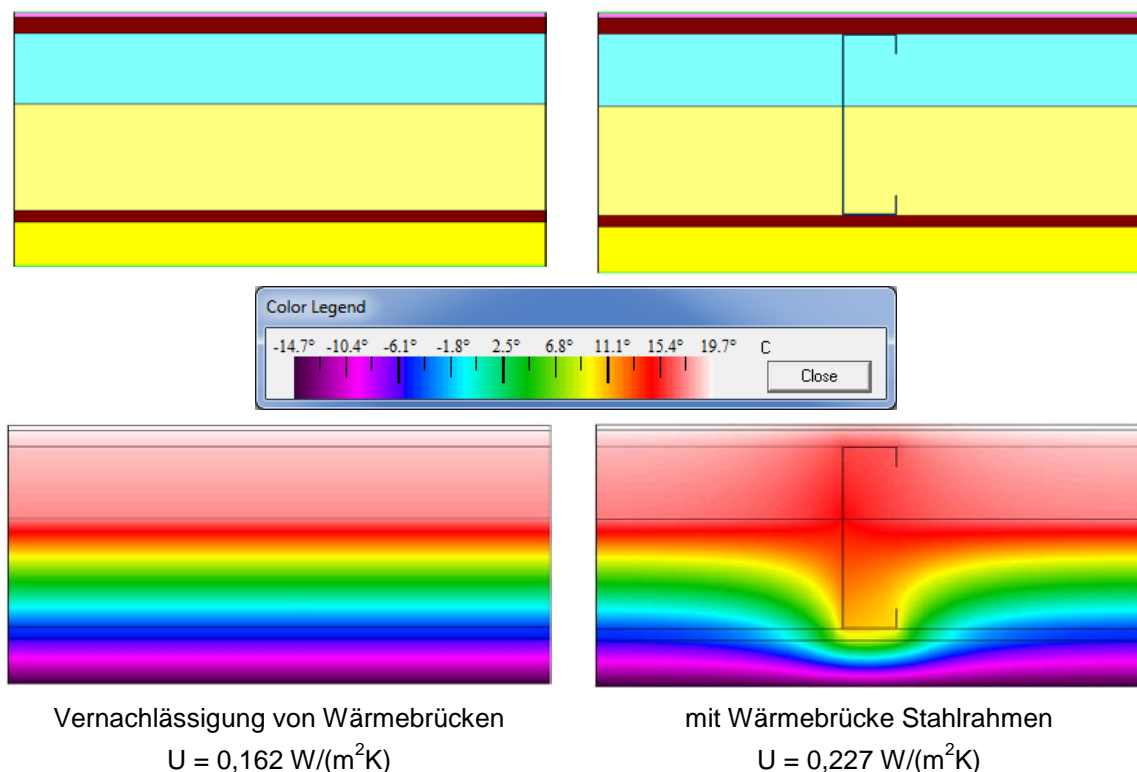 Color Legend
-14.7° -10.4° -6.1° -1.8° 2.5° 6.8° 11.1° 15.4° 19.7° C
Close
Vernachlässigung von Wärmebrücken
U = 0,162 W/(m²K)
mit Wärmebrücke Stahlrahmen
U = 0,227 W/(m²K)